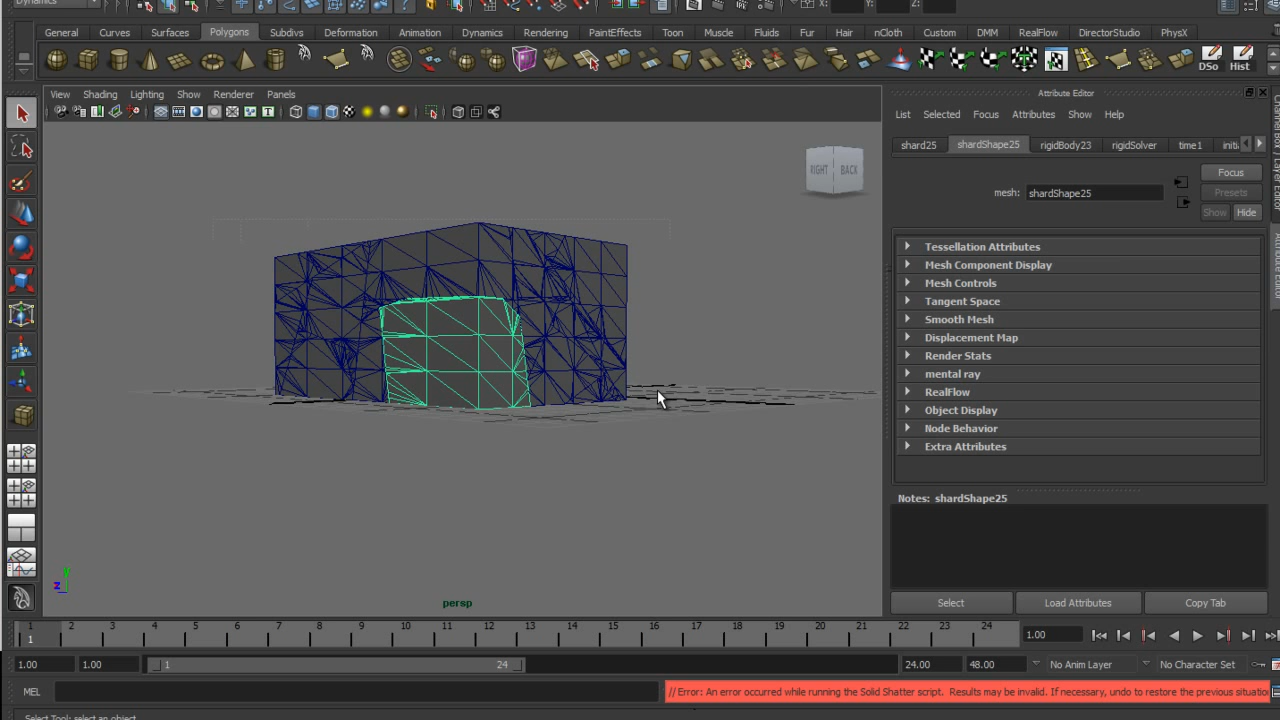 Dynamics
X:
Y:
Z:
General Curves Surfaces Polygons Subdivs Deformation Animation Dynamics Rendering PaintEffects Toon Muscle Fluids Fur Hair nCloth Custom DMM RealFlow DirectorStudio PhysX
DSo Hist
View Shading Lighting Show Renderer Panels
Attribute Editor
List Selected Focus Attributes Show Help
shard25 shardShape25 rigidBody23 rigidSolver time1
RIGHT BACK
Focus
mesh: shardShape25
Presets
Show Hide
Channel Box / Layer Editor
Attribute Editor
Tessellation Attributes
Mesh Component Display
Mesh Controls
Tangent Space
Smooth Mesh
Displacement Map
Render Stats
mental ray
RealFlow
Object Display
Node Behavior
Extra Attributes
Notes: shardShape25
y
z
persp
Select Load Attributes Copy Tab
1 2 3 4 5 6 7 8 9 10 11 12 13 14 15 16 17 18 19 20 21 22 23 24
1
1.00
1.00 1.00 1 24 24.00 48.00 No Anim Layer No Character Set
MEL
// Error: An error occurred while running the Solid Shatter script. Results may be invalid. If necessary, undo to restore the previous situatio
Select Tool: select an object